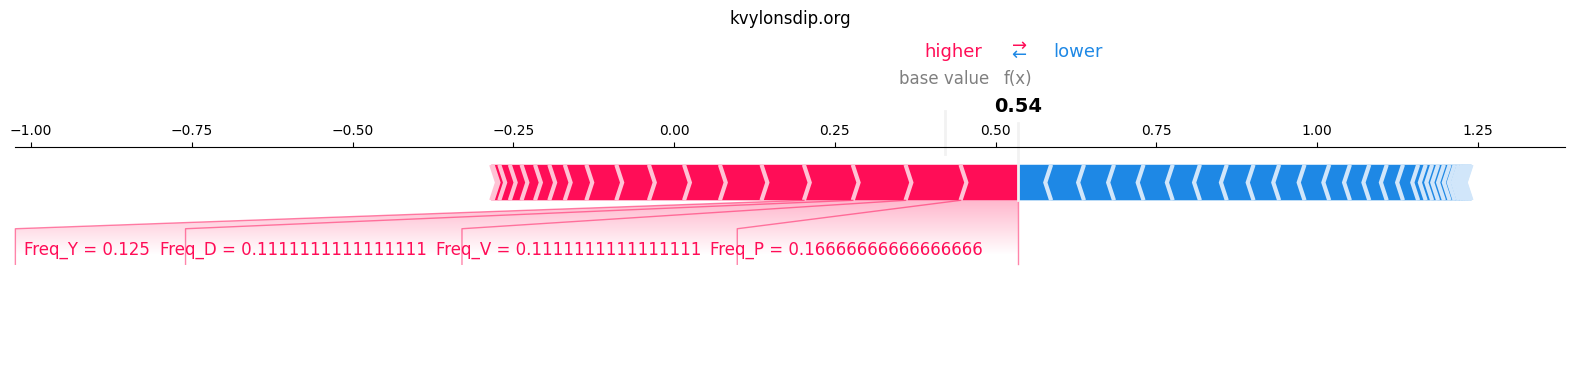 kvylonsdip.org
higher ⇄ lower
base value f(x)
0.54
−1.00 −0.75 −0.50 −0.25 0.00 0.25 0.50 0.75 1.00 1.25
Freq_Y = 0.125 Freq_D = 0.1111111111111111 Freq_V = 0.1111111111111111 Freq_P = 0.16666666666666666